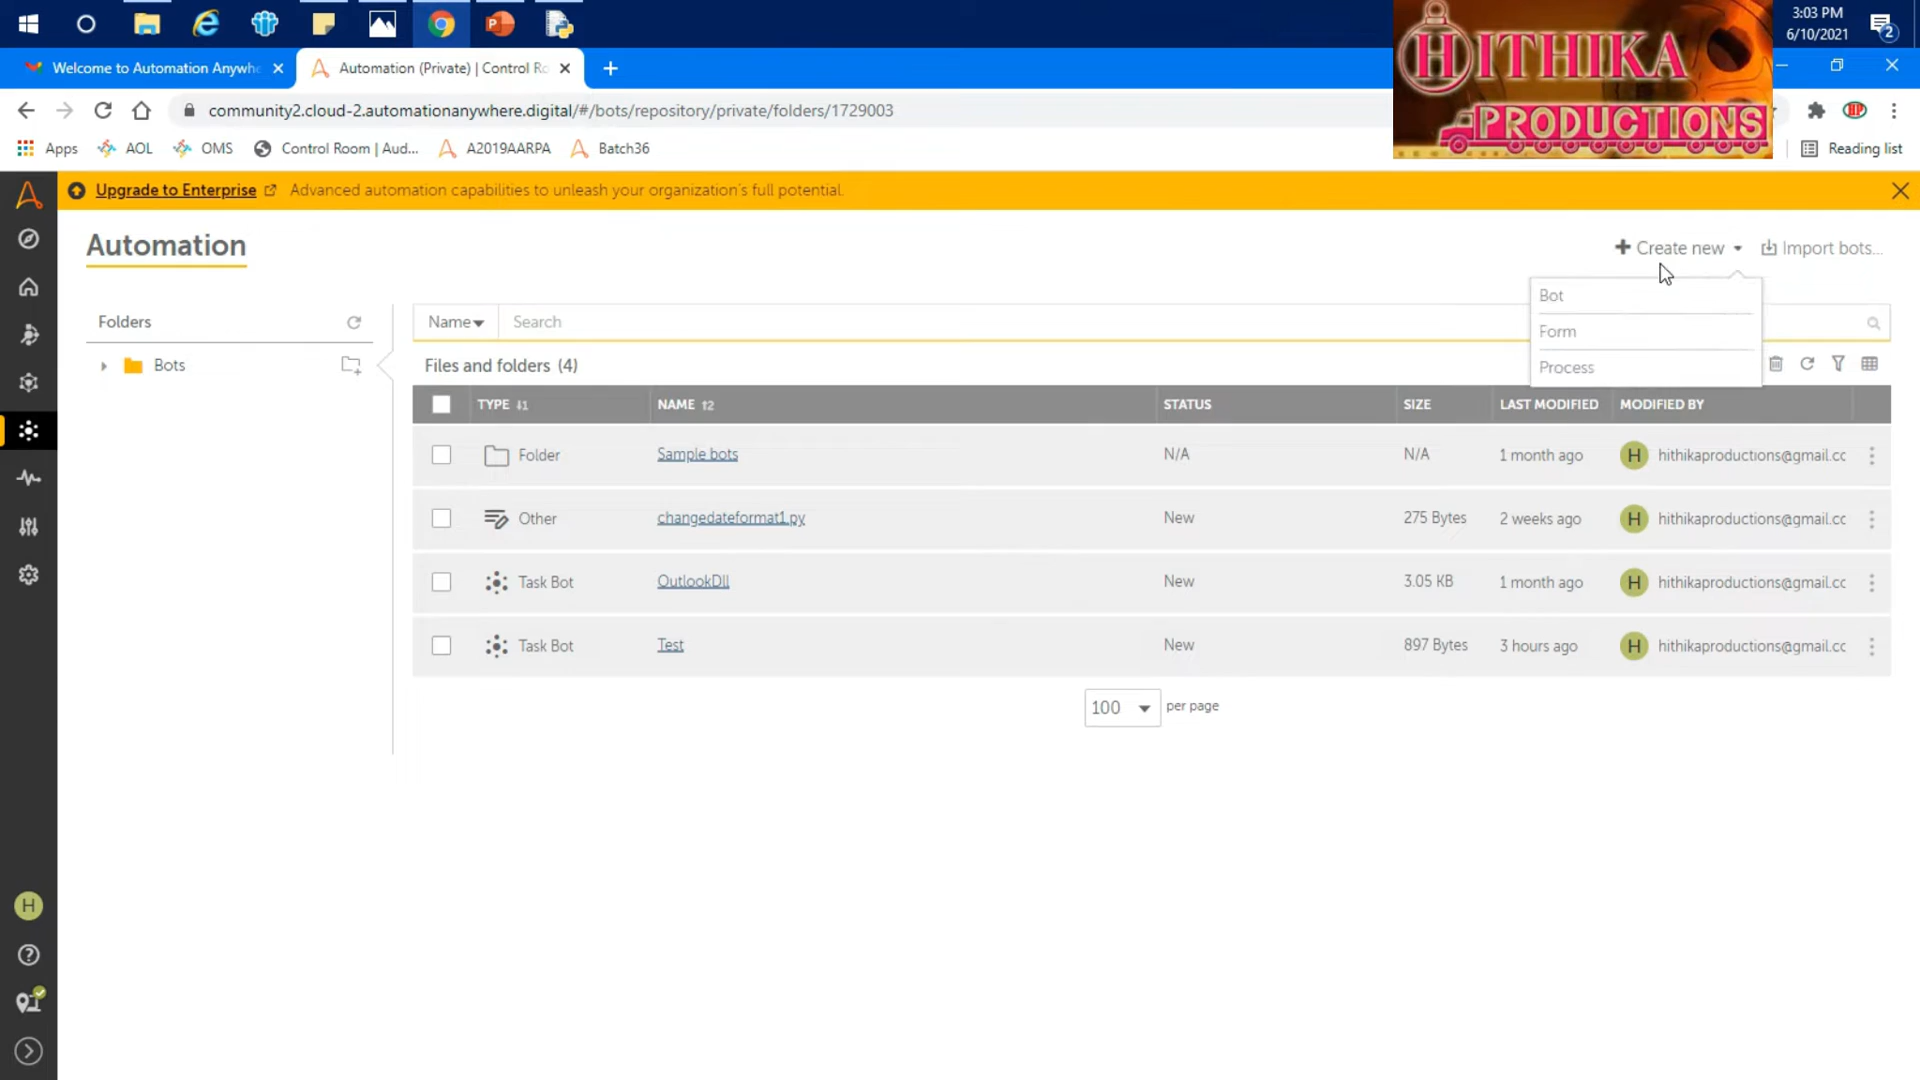 3:03 PM
6/10/2021
2
Welcome to Automation Anywhe
Automation (Private) | Control Ro
HITHIKA
PRODUCTIONS
community2.cloud-2.automationanywhere.digital/#/bots/repository/private/folders/1729003
HP
Apps
AOL
OMS
Control Room | Aud...
A2019AARPA
Batch36
Reading list
Upgrade to Enterprise
Advanced automation capabilities to unleash your organization's full potential.
Automation
Create new
Import bots...
Bot
Form
Process
Folders
Name
Search
Bots
Files and folders (4)
TYPE NAME STATUS SIZE LAST MODIFIED MODIFIED BY
Folder Sample bots N/A N/A 1 month ago H hithikaproductions@gmail.cc
Other changedateformat1.py New 275 Bytes 2 weeks ago H hithikaproductions@gmail.cc
Task Bot OutlookDll New 3.05 KB 1 month ago H hithikaproductions@gmail.cc
Task Bot Test New 897 Bytes 3 hours ago H hithikaproductions@gmail.cc
100 per page
H